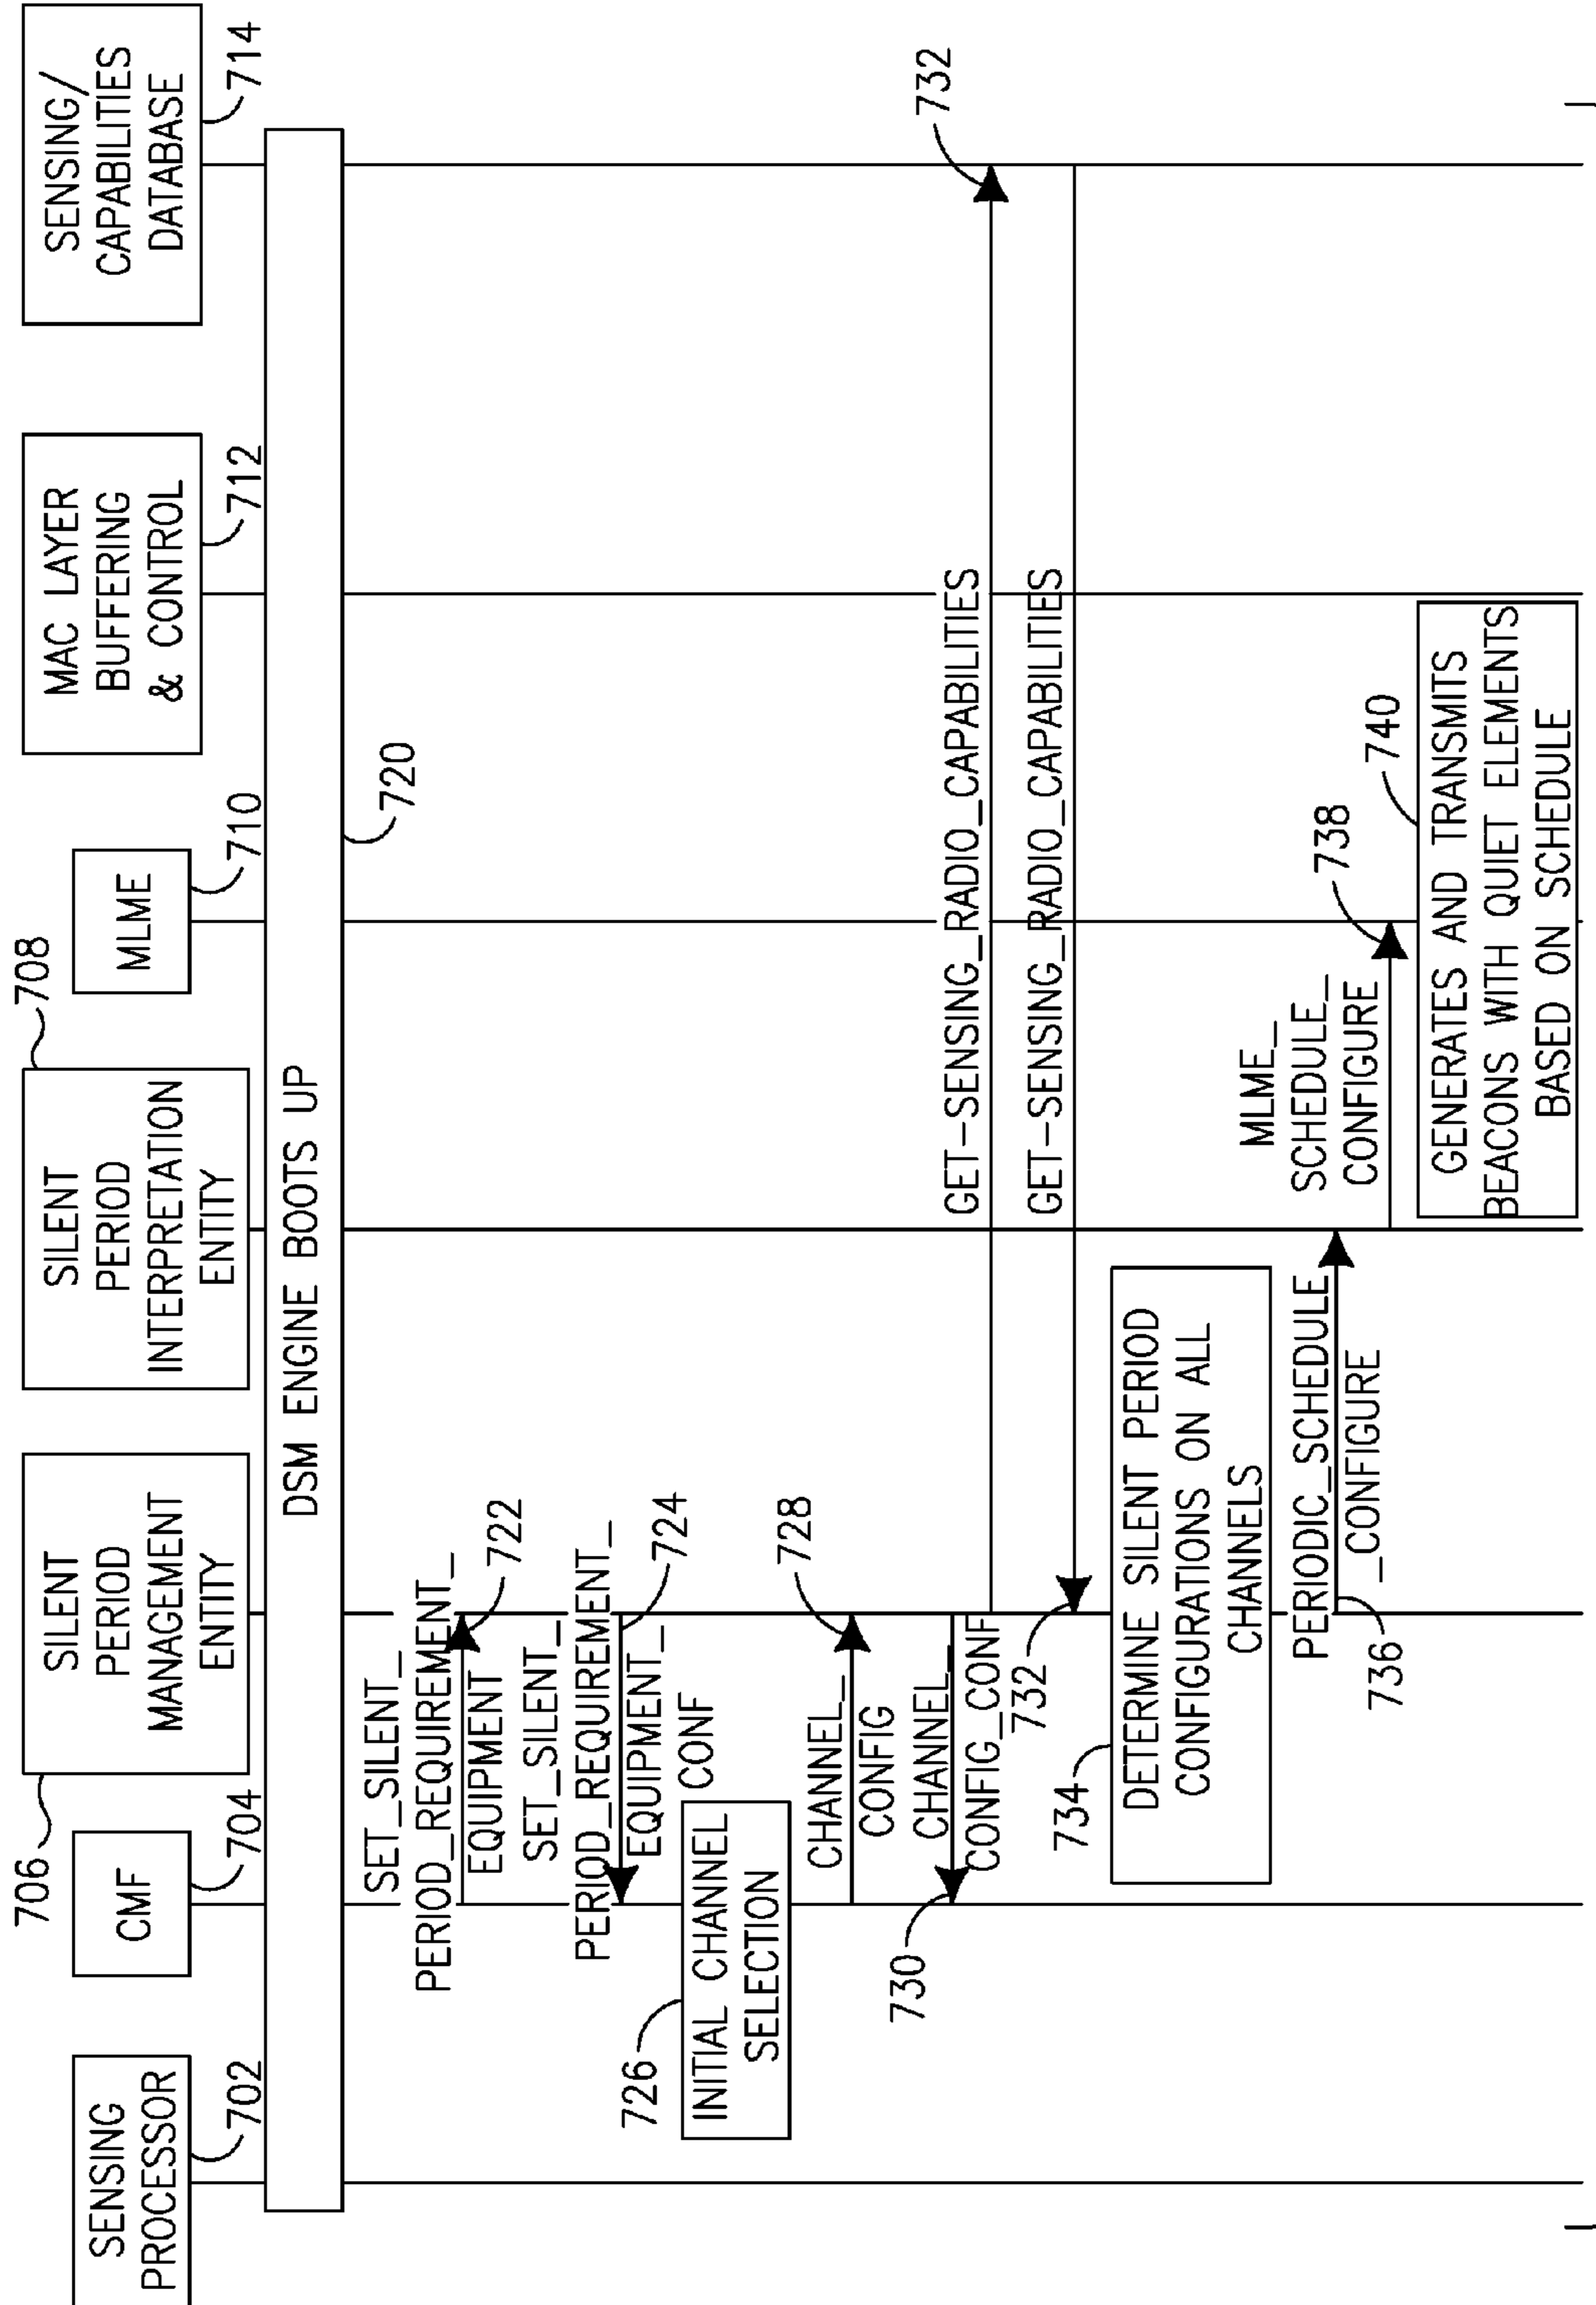 SENSING
PROCESSOR
702
CMF
704
706
SILENT
PERIOD
MANAGEMENT
ENTITY
SILENT
PERIOD
INTERPRETATION
ENTITY
708
MLME
710
MAC LAYER
BUFFERING
& CONTROL
712
SENSING/
CAPABILITIES
DATABASE
714
DSM ENGINE BOOTS UP
720
SET_SILENT_
PERIOD_REQUIREMENT_
EQUIPMENT
722
SET_SILENT_
PERIOD_REQUIREMENT_
EQUIPMENT_
CONF
724
726
INITIAL CHANNEL
SELECTION
CHANNEL_
CONFIG
728
CHANNEL_
CONFIG_CONF
730
GET-SENSING_RADIO_CAPABILITIES
732
GET-SENSING_RADIO_CAPABILITIES
732
734
DETERMINE SILENT PERIOD
CONFIGURATIONS ON ALL
CHANNELS
PERIODIC_SCHEDULE
_CONFIGURE
736
MLME_
SCHEDULE_
CONFIGURE
738
740
GENERATES AND TRANSMITS
BEACONS WITH QUIET ELEMENTS
BASED ON SCHEDULE